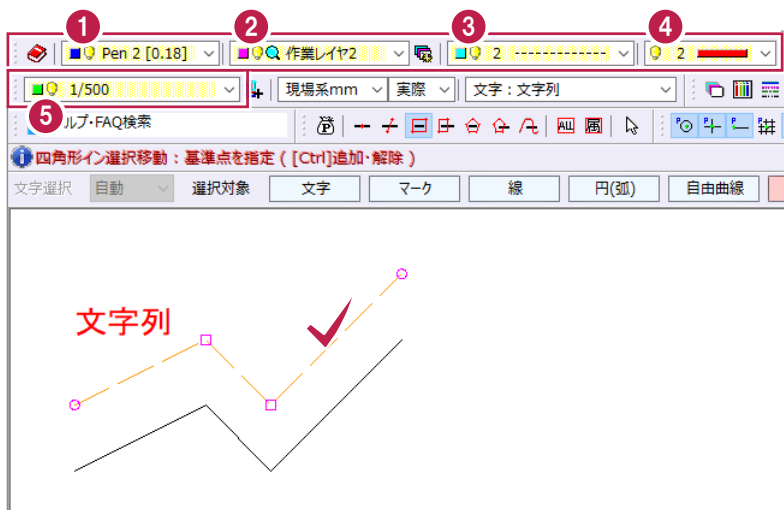 1 2 3 4
Pen 2 [0.18] 作業レイヤ2 2 2
5 1/500 現場系mm 実際 文字:文字列
ルプ・FAQ検索
四角形イン選択移動:基準点を指定([Ctrl]追加・解除)
文字選択 自動 選択対象 文字 マーク 線 円(弧) 自由曲線
文字列